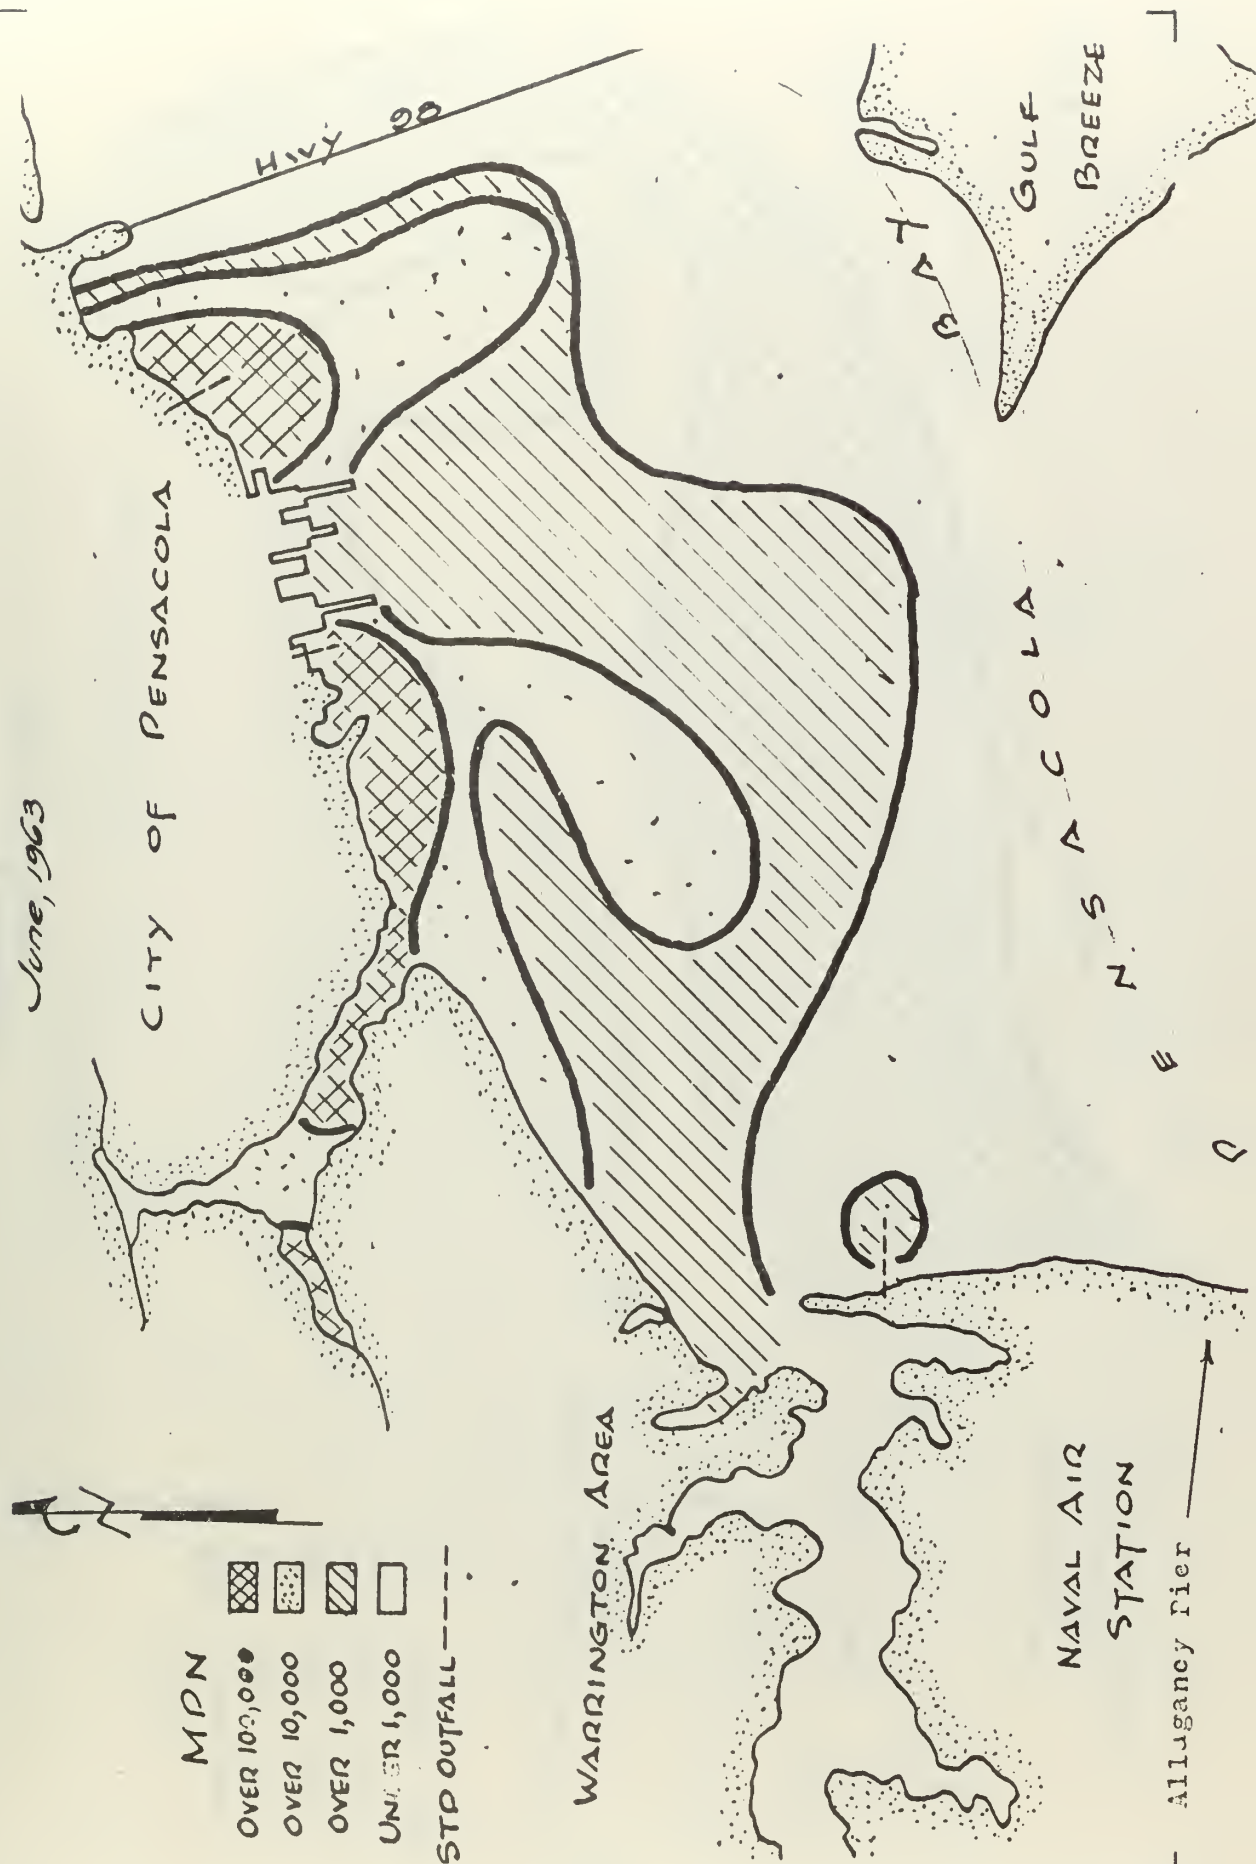 June, 1963
CITY OF PENSACOLA
Hwy 98
GULF
BREEZE
PENSACOLA BAY
MPN
OVER 100,000
OVER 10,000
OVER 1,000
UNDER 1,000
STP OUTFALL
WARRINGTON AREA
NAVAL AIR
STATION
Allagancy Pier
N